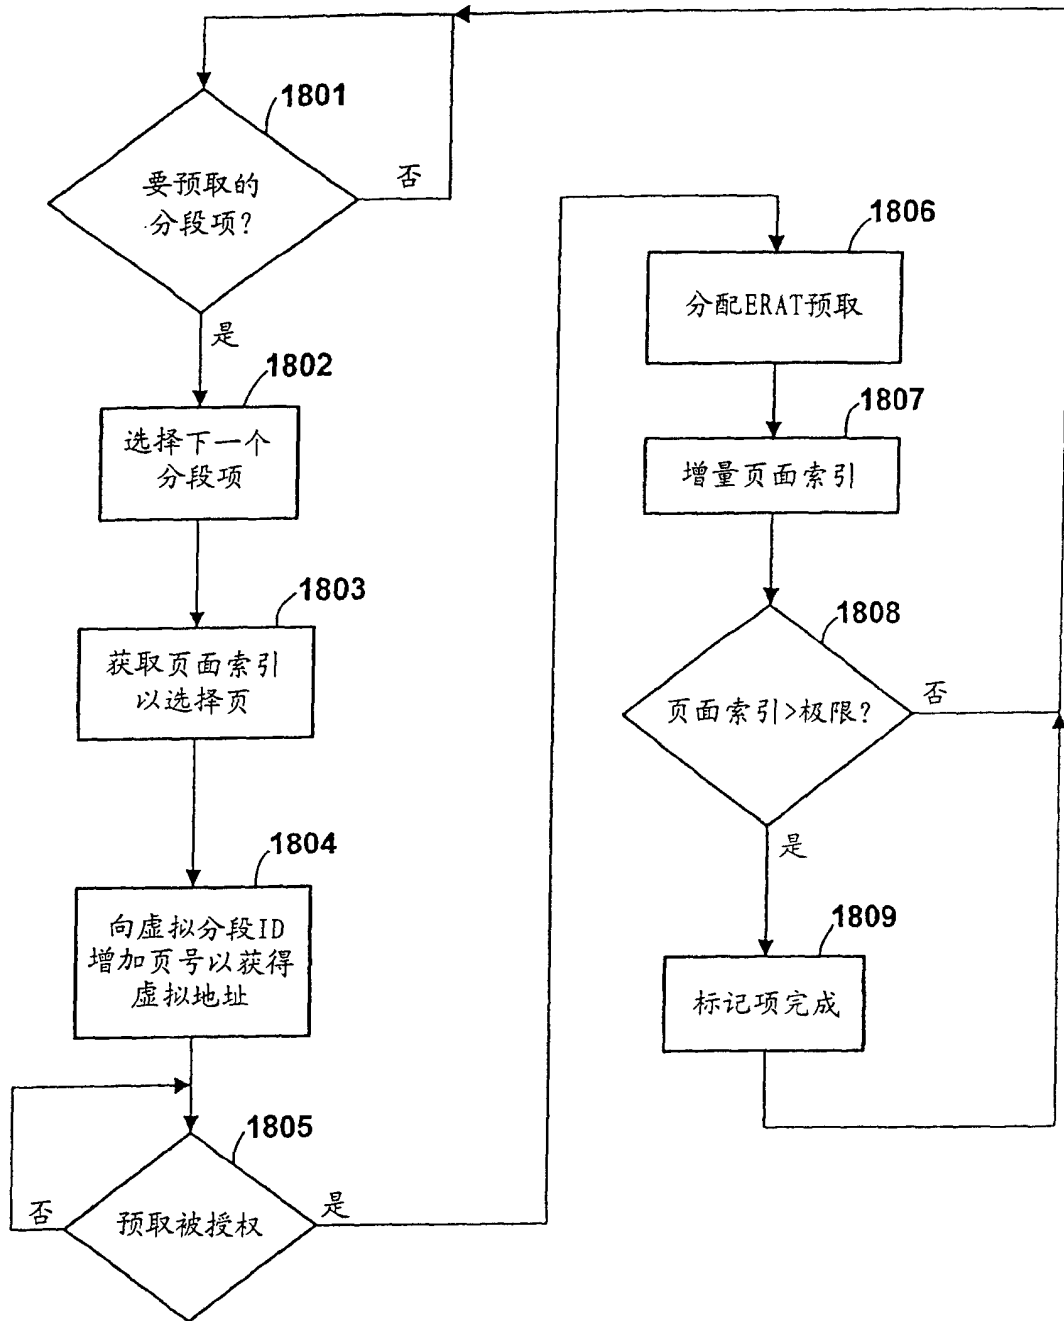 1801
要预取的
分段项?
否
是
1802
选择下一个
分段项
1803
获取页面索引
以选择页
1804
向虚拟分段ID
增加页号以获得
虚拟地址
1805
预取被授权
否
是
1806
分配ERAT预取
1807
增量页面索引
1808
页面索引>极限?
否
是
1809
标记项完成